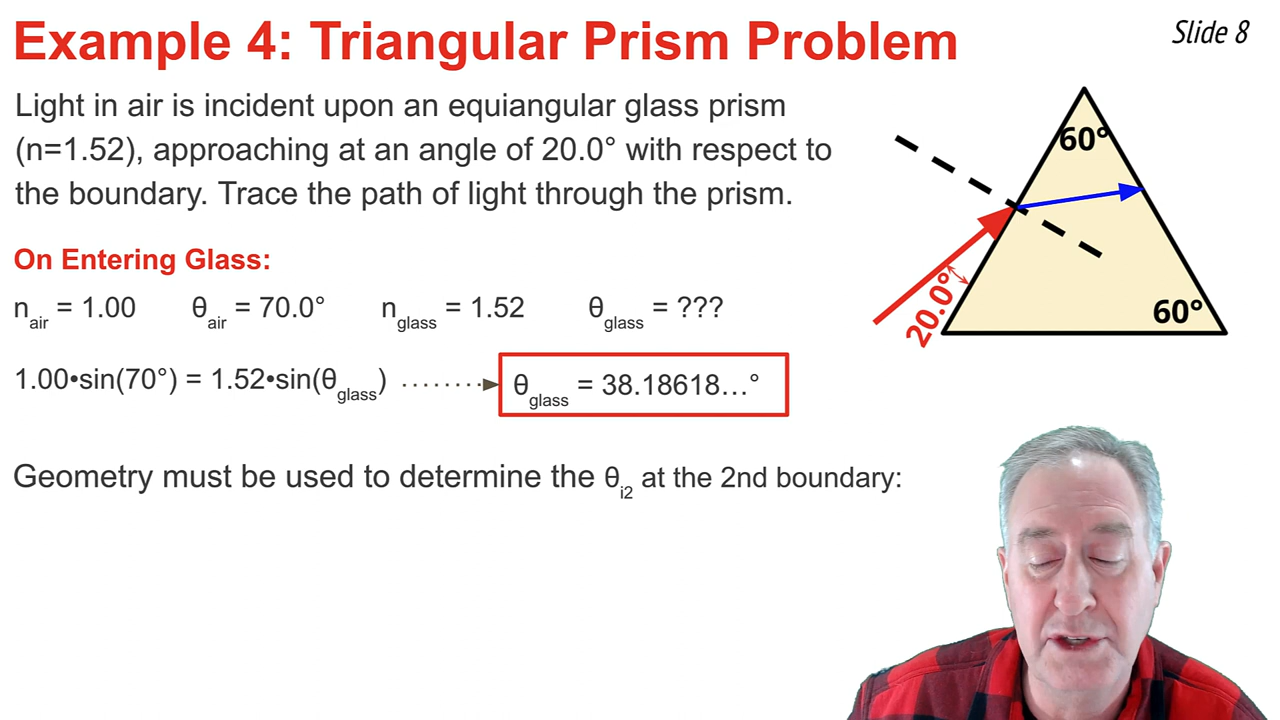 Example 4: Triangular Prism Problem
Slide 8
Light in air is incident upon an equiangular glass prism
(n=1.52), approaching at an angle of 20.0° with respect to
the boundary. Trace the path of light through the prism.
60°
20.0°
60°
On Entering Glass:
nair = 1.00 θair = 70.0° nglass = 1.52 θglass = ???
1.00•sin(70°) = 1.52•sin(θglass) ········► θglass = 38.18618…°
Geometry must be used to determine the θi2 at the 2nd boundary: